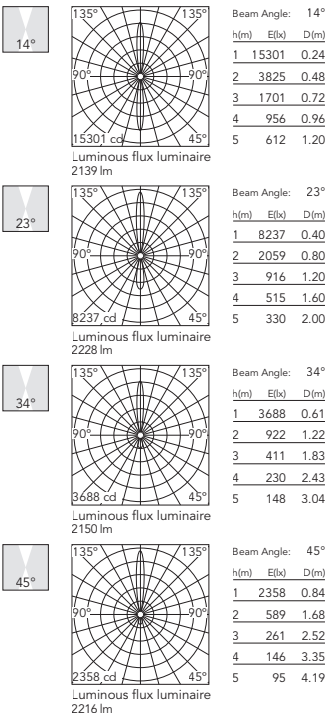 14°
135° 135°
90° 90°
15301 cd 45°
Luminous flux luminaire
2139 lm
Beam Angle: 14°
h(m) E(lx) D(m)
1 15301 0.24
2 3825 0.48
3 1701 0.72
4 956 0.96
5 612 1.20
23°
135° 135°
90° 90°
8237 cd 45°
Luminous flux luminaire
2228 lm
Beam Angle: 23°
h(m) E(lx) D(m)
1 8237 0.40
2 2059 0.80
3 916 1.20
4 515 1.60
5 330 2.00
34°
135° 135°
90° 90°
3688 cd 45°
Luminous flux luminaire
2150 lm
Beam Angle: 34°
h(m) E(lx) D(m)
1 3688 0.61
2 922 1.22
3 411 1.83
4 230 2.43
5 148 3.04
45°
135° 135°
90° 90°
2358 cd 45°
Luminous flux luminaire
2216 lm
Beam Angle: 45°
h(m) E(lx) D(m)
1 2358 0.84
2 589 1.68
3 261 2.52
4 146 3.35
5 95 4.19